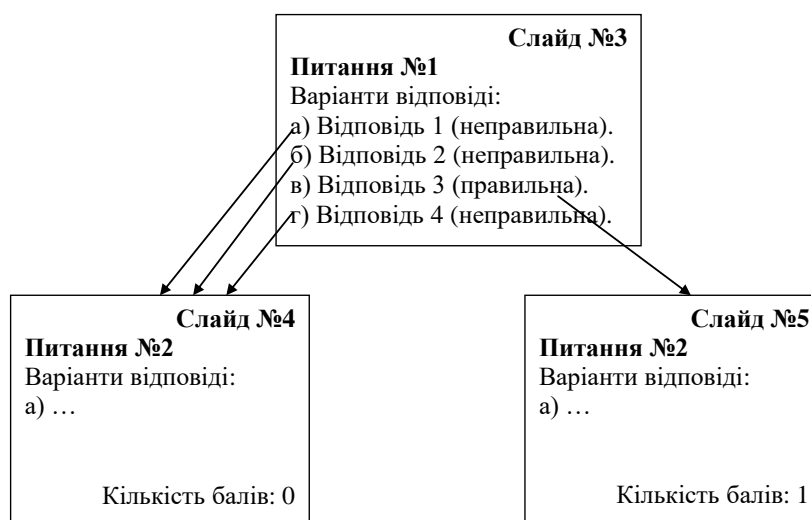 Слайд №3
Питання №1
Варіанти відповіді:
а) Відповідь 1 (неправильна).
б) Відповідь 2 (неправильна).
в) Відповідь 3 (правильна).
г) Відповідь 4 (неправильна).
Слайд №4
Питання №2
Варіанти відповіді:
а) …
Кількість балів: 0
Слайд №5
Питання №2
Варіанти відповіді:
а) …
Кількість балів: 1